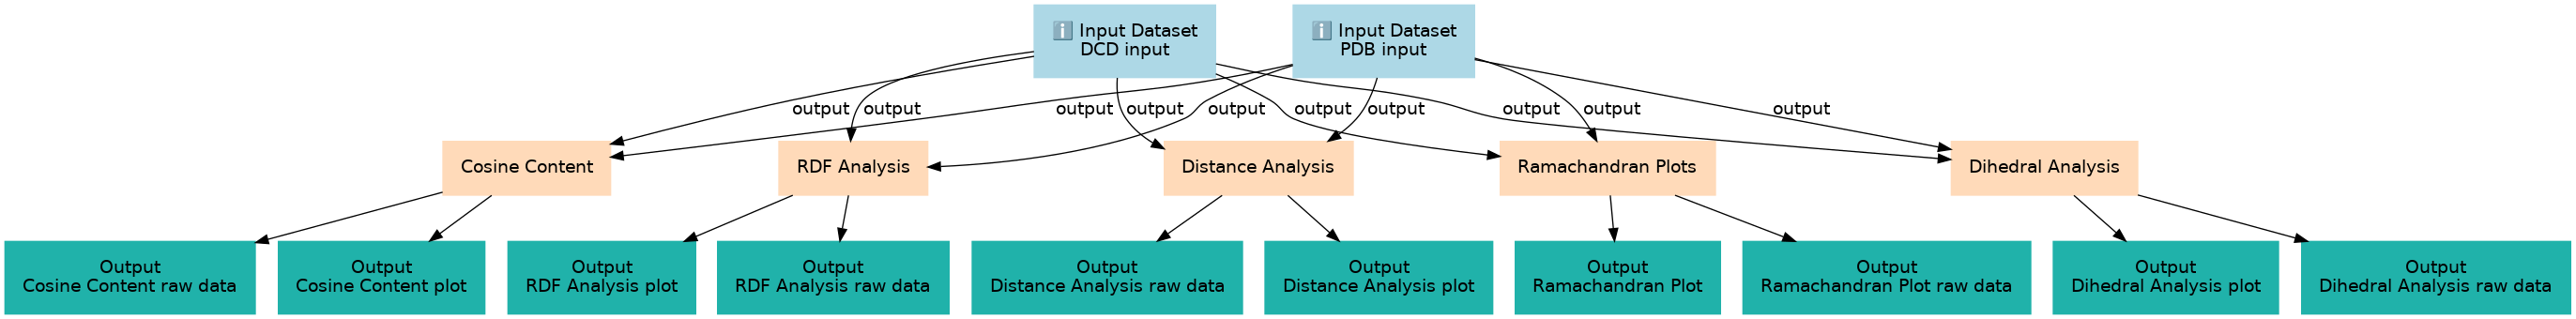 ℹ️ Input Dataset
DCD input
ℹ️ Input Dataset
PDB input
output
output
output
output
output
output
output
output
output
output
Cosine Content
RDF Analysis
Distance Analysis
Ramachandran Plots
Dihedral Analysis
Output
Cosine Content raw data
Output
Cosine Content plot
Output
RDF Analysis plot
Output
RDF Analysis raw data
Output
Distance Analysis raw data
Output
Distance Analysis plot
Output
Ramachandran Plot
Output
Ramachandran Plot raw data
Output
Dihedral Analysis plot
Output
Dihedral Analysis raw data